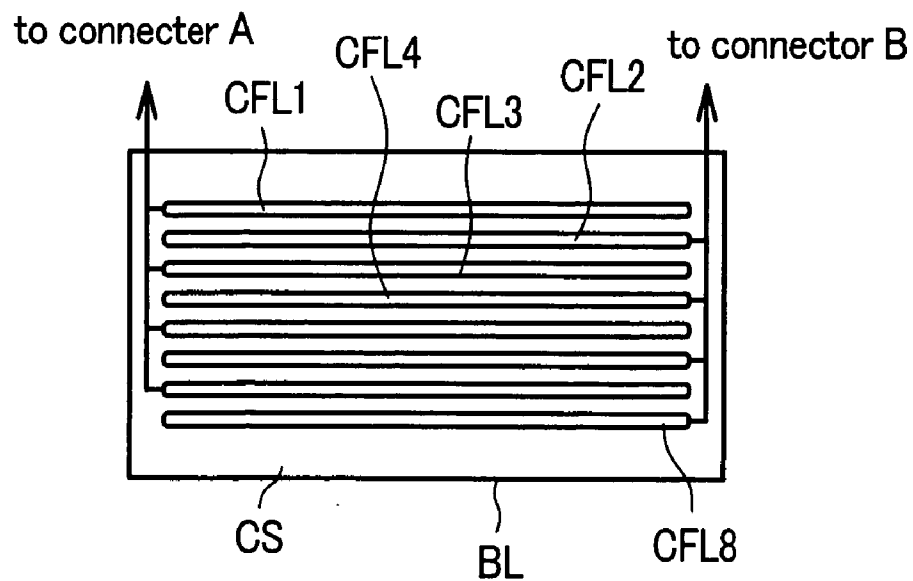 to connecter A
to connector B
CFL4
CFL2
CFL1
CFL3
CS
BL
CFL8